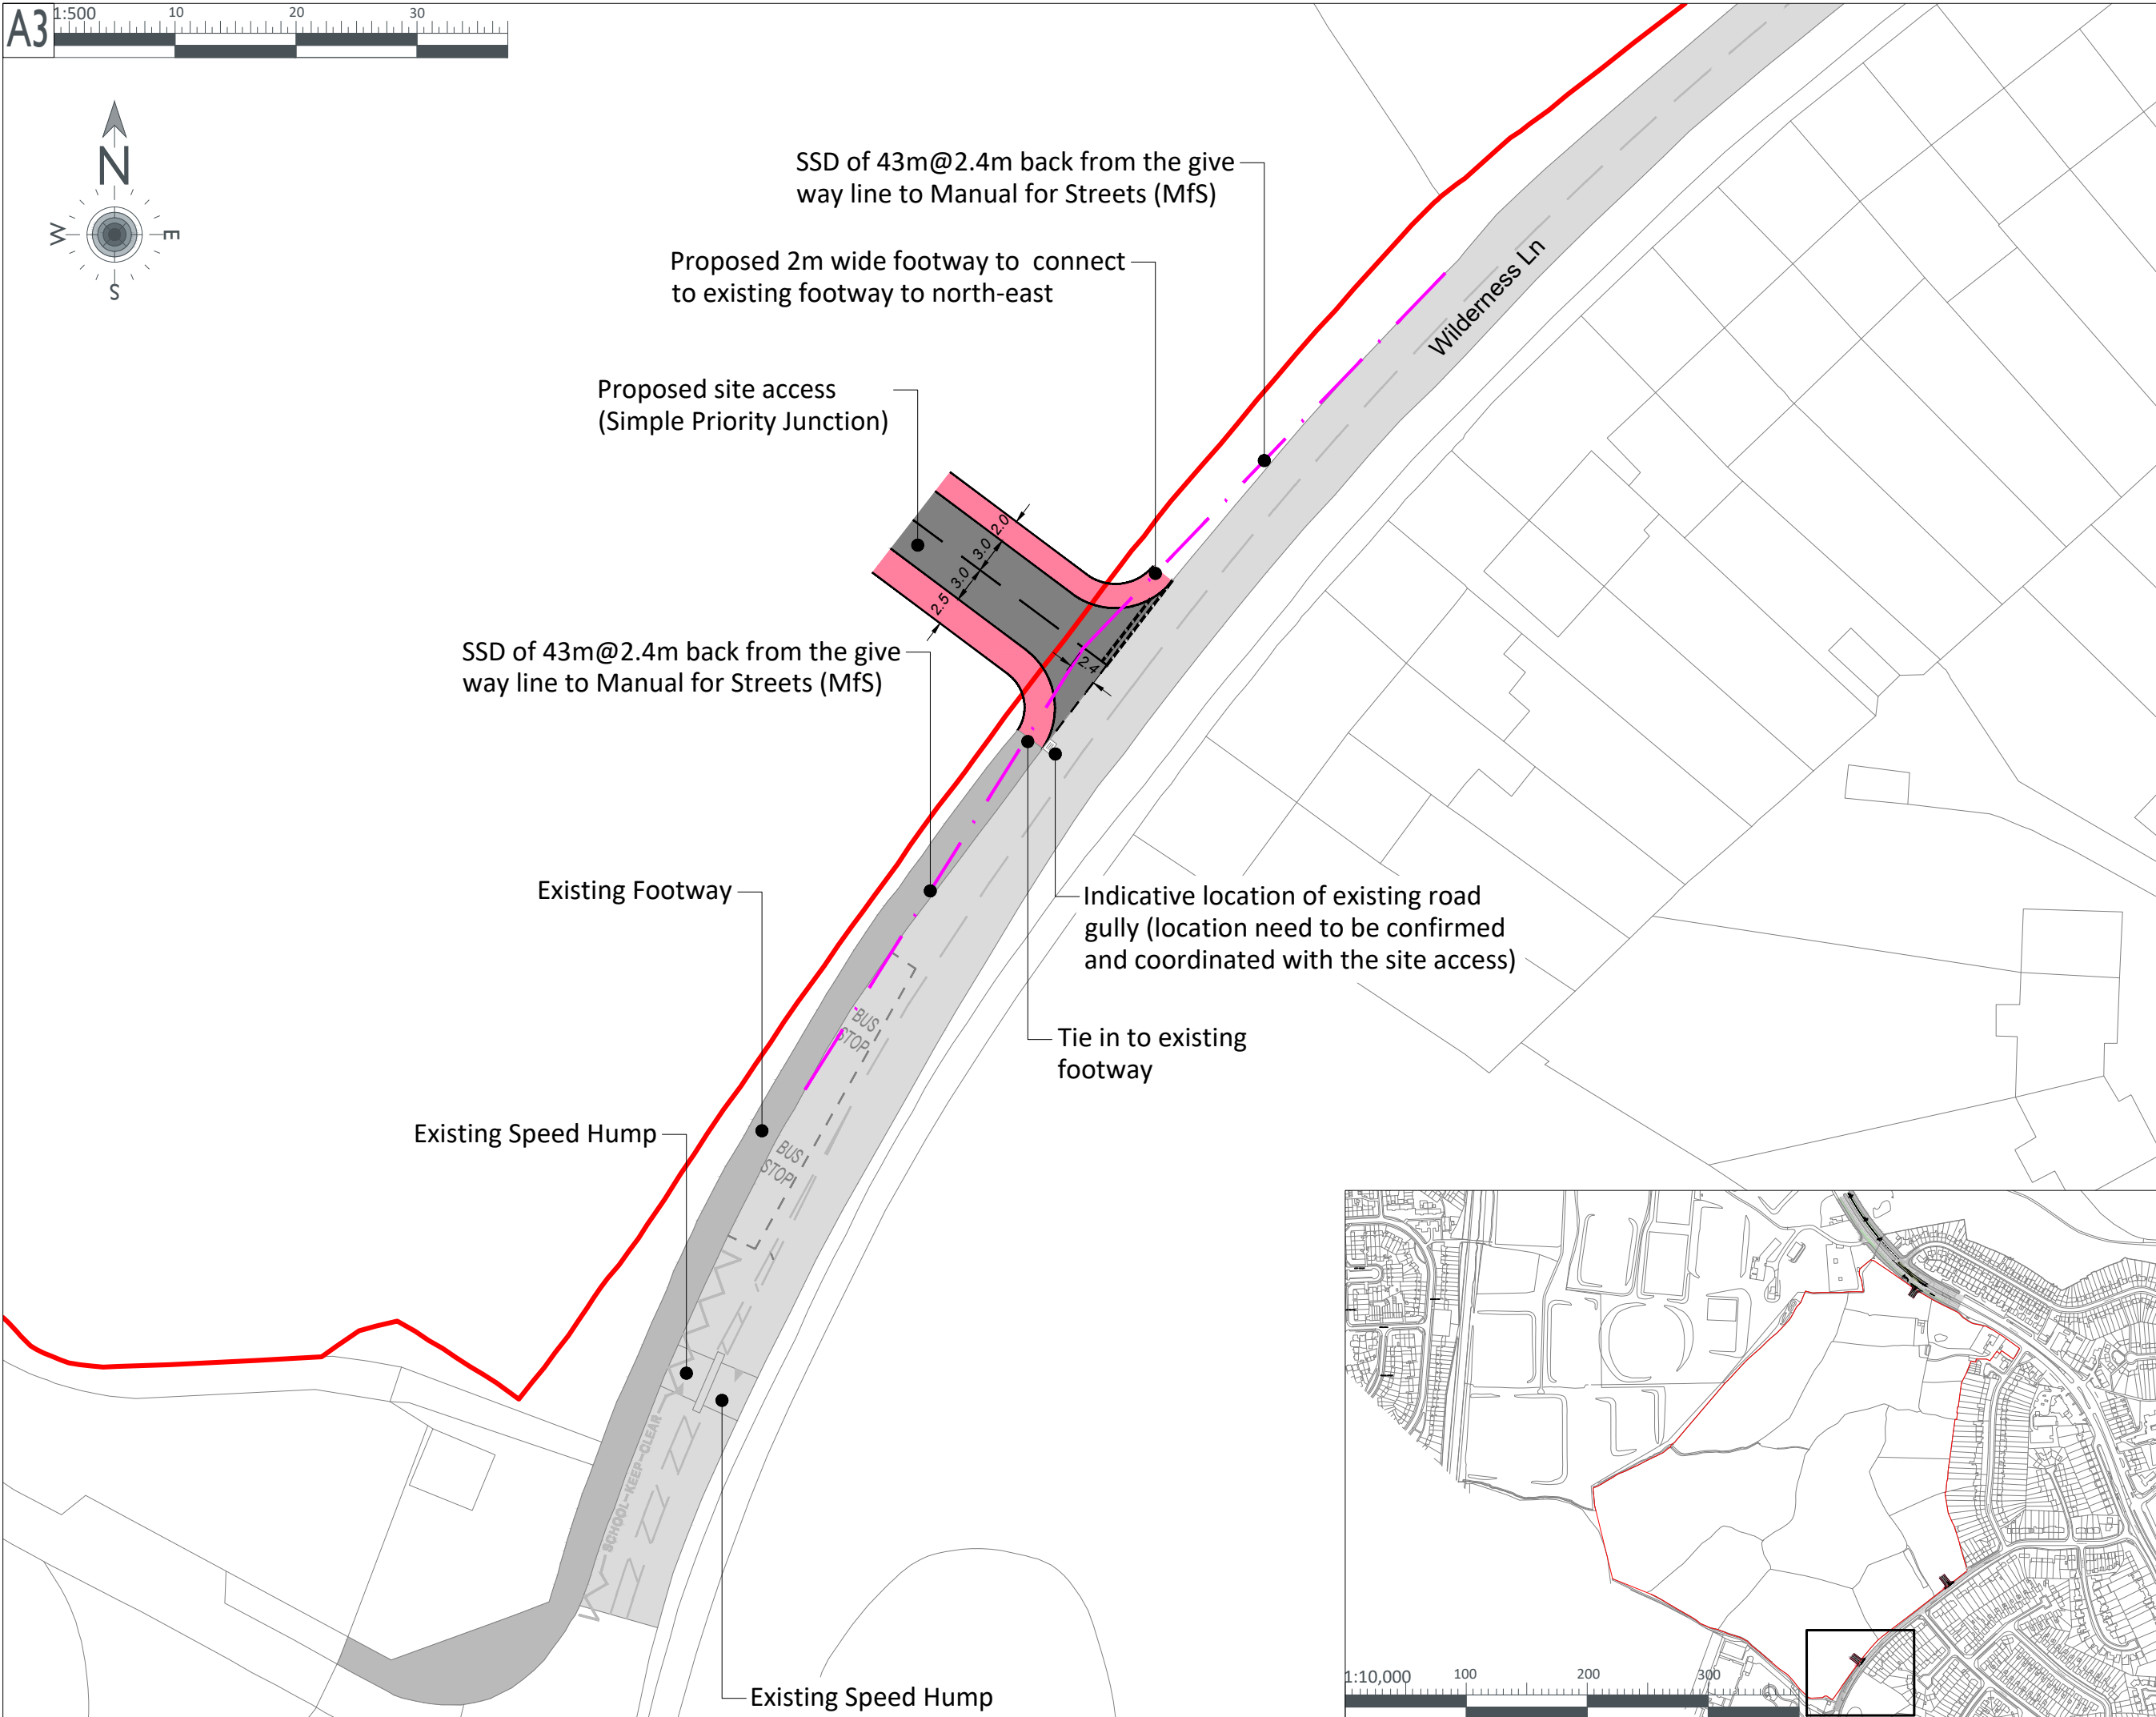 A3
1:500
10
20
30
N
W
E
S
SSD of 43m@2.4m back from the give
way line to Manual for Streets (MfS)
Proposed 2m wide footway to connect
to existing footway to north-east
Wilderness Ln
Proposed site access
(Simple Priority Junction)
2.0
3.0
3.0
2.5
2.4
SSD of 43m@2.4m back from the give
way line to Manual for Streets (MfS)
Existing Footway
Indicative location of existing road
gully (location need to be confirmed
and coordinated with the site access)
BUS
STOP
Tie in to existing
footway
Existing Speed Hump
BUS
STOP
SCHOOL-KEEP-CLEAR
Existing Speed Hump
1:10,000
100
200
300